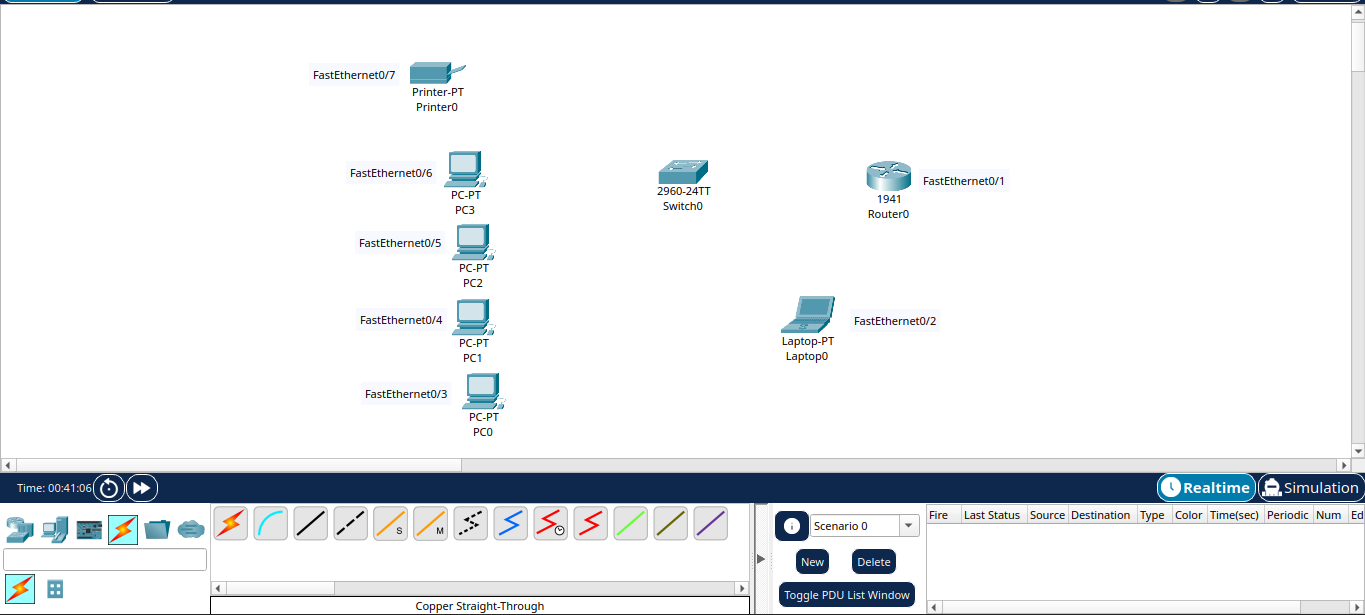 FastEthernet0/7
Printer-PT
Printer0
FastEthernet0/6
PC-PT
PC3
2960-24TT
Switch0
1941
Router0
FastEthernet0/1
FastEthernet0/5
PC-PT
PC2
FastEthernet0/4
PC-PT
PC1
Laptop-PT
Laptop0
FastEthernet0/2
FastEthernet0/3
PC-PT
PC0
Time: 00:41:06
Realtime
Simulation
S
M
Copper Straight-Through
Scenario 0
New
Delete
Toggle PDU List Window
Fire Last Status Source Destination Type Color Time(sec) Periodic Num Ed